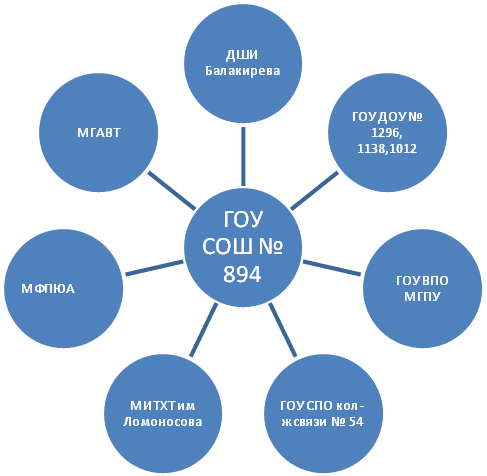 ДШИ
Балакирева
ГОУДОУ№
1296,
1138,1012
ГОУВПО
МГПУ
ГОУСПО кол-
жсвязи № 54
МИТХТим
Ломоносова
МФПЮА
МГАВТ
ГОУ
СОШ №
894